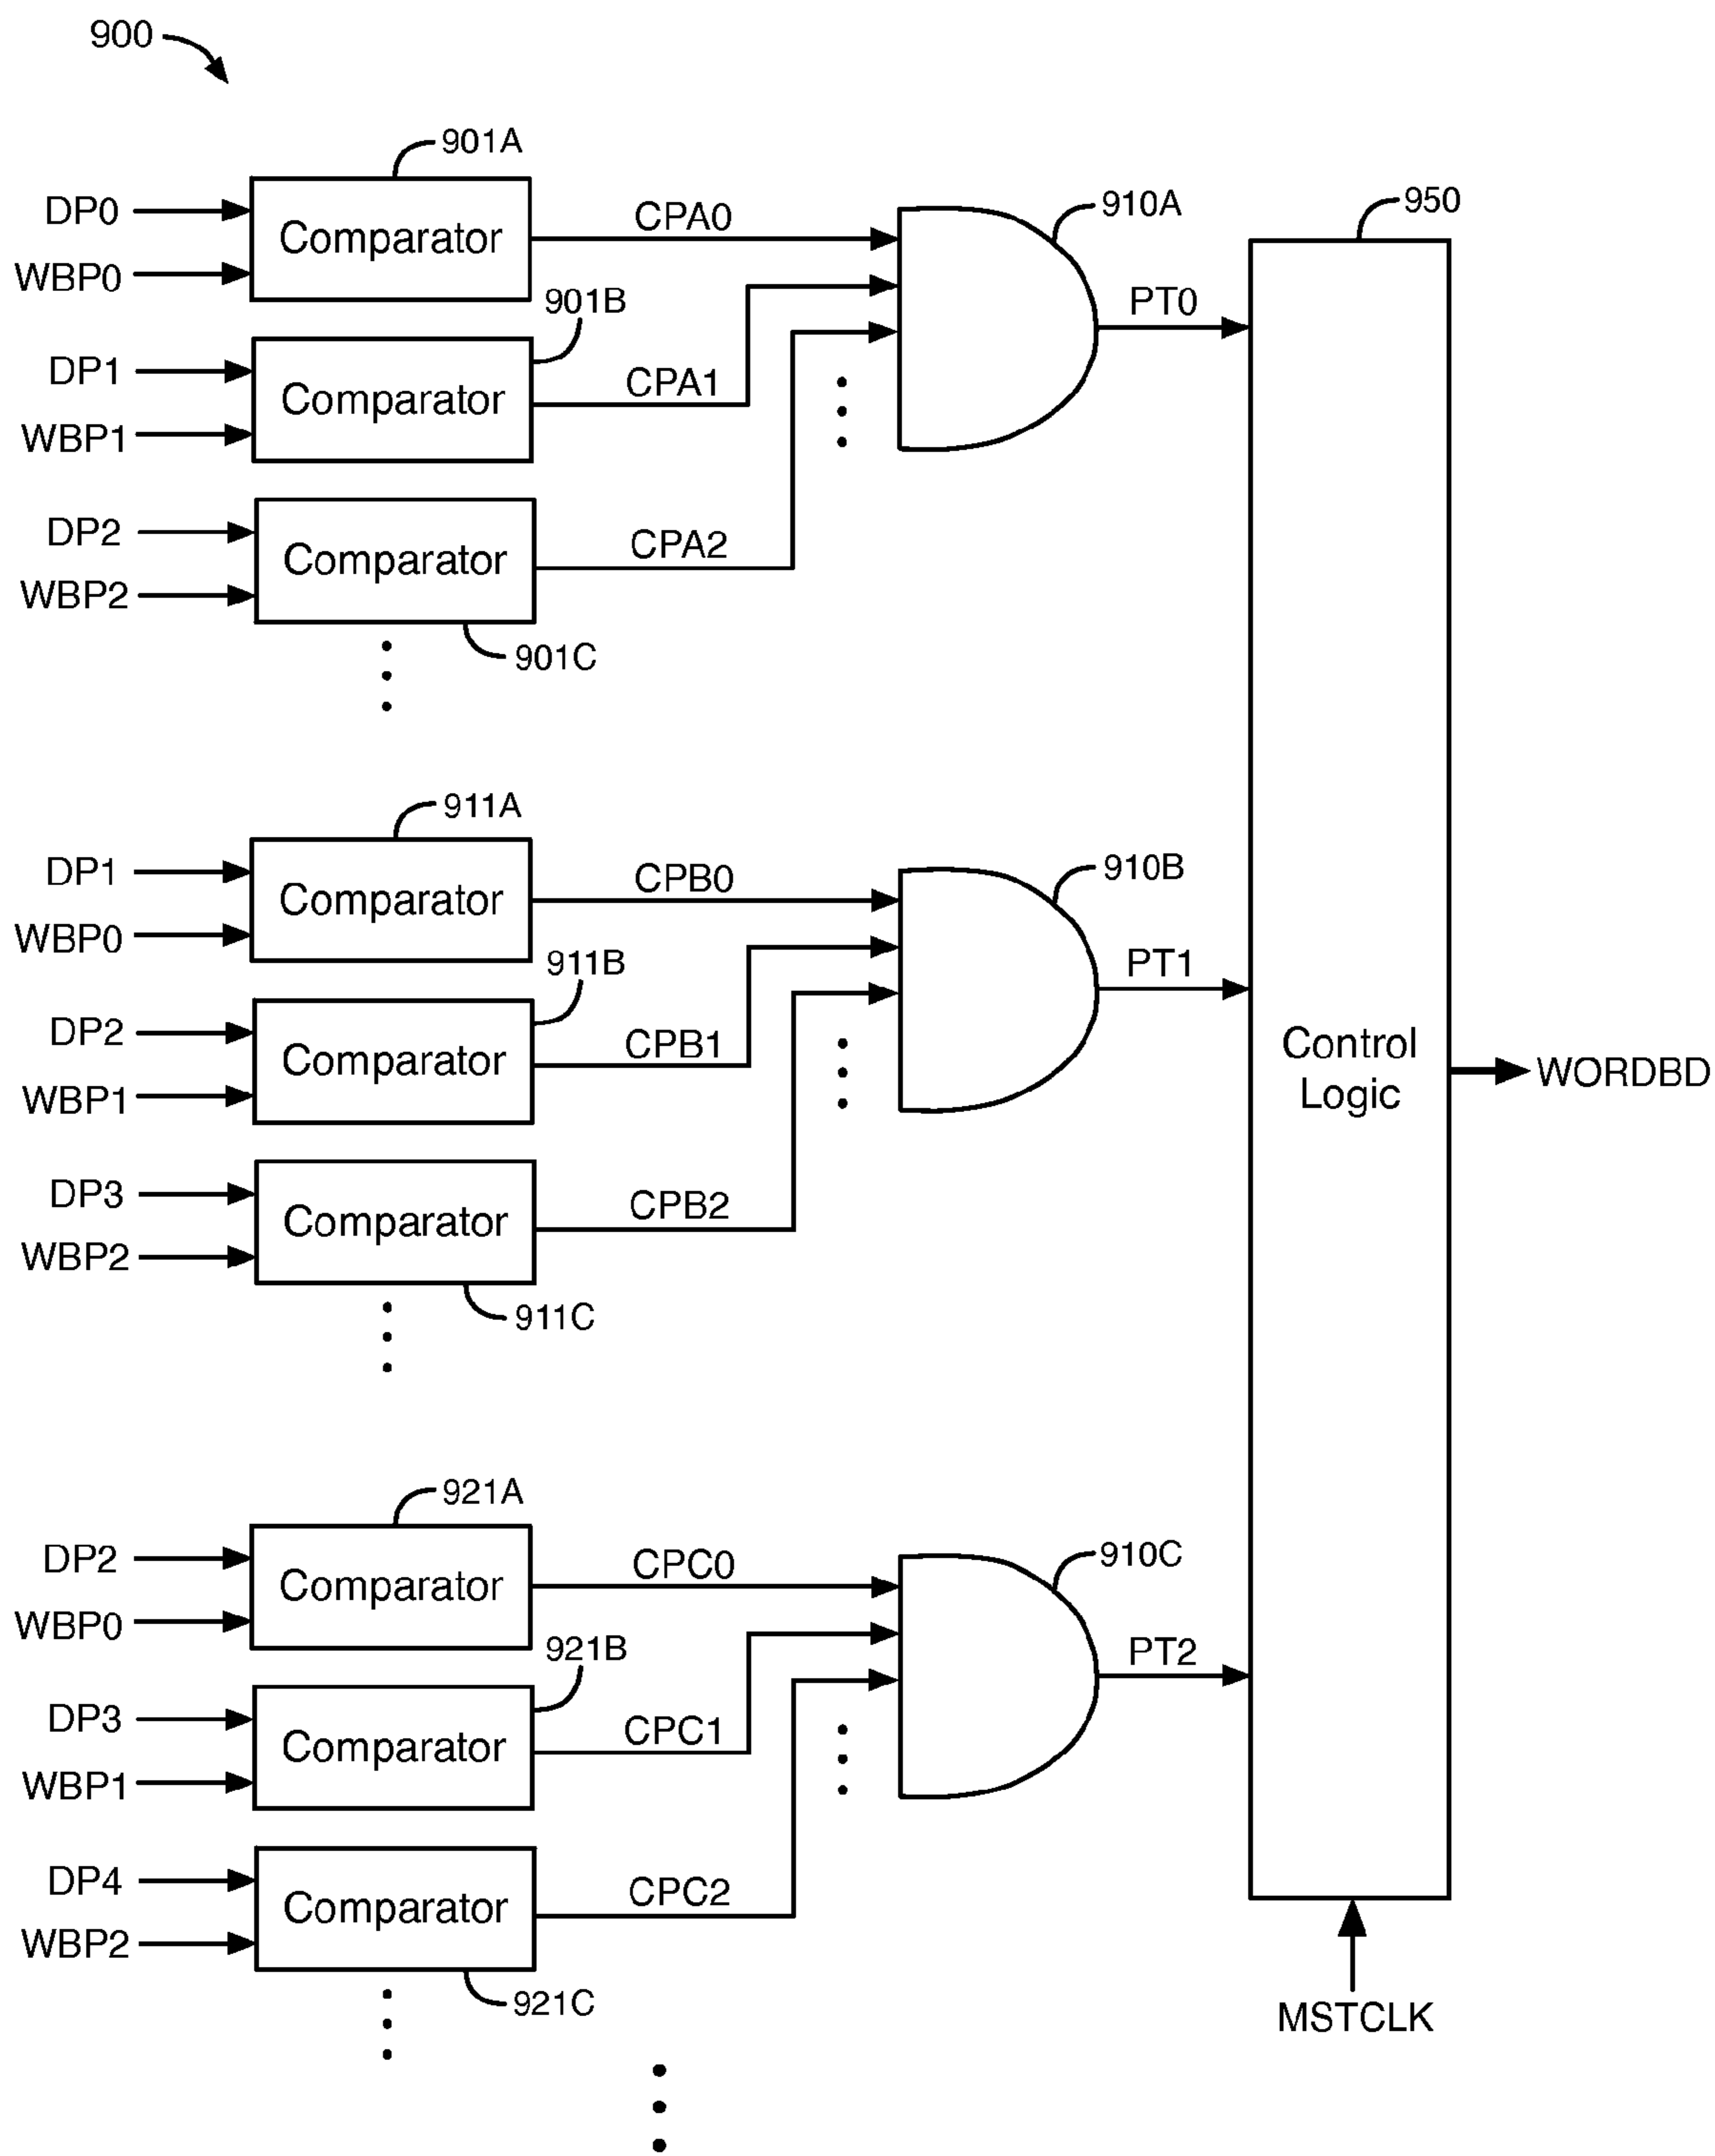 900
901A
DP0
WBP0
Comparator
CPA0
910A
950
901B
DP1
WBP1
Comparator
CPA1
PT0
DP2
WBP2
Comparator
CPA2
901C
911A
DP1
WBP0
Comparator
CPB0
910B
911B
DP2
WBP1
Comparator
CPB1
PT1
Control
Logic
WORDBD
DP3
WBP2
Comparator
CPB2
911C
921A
DP2
WBP0
Comparator
CPC0
910C
921B
DP3
WBP1
Comparator
CPC1
PT2
DP4
WBP2
Comparator
CPC2
921C
MSTCLK